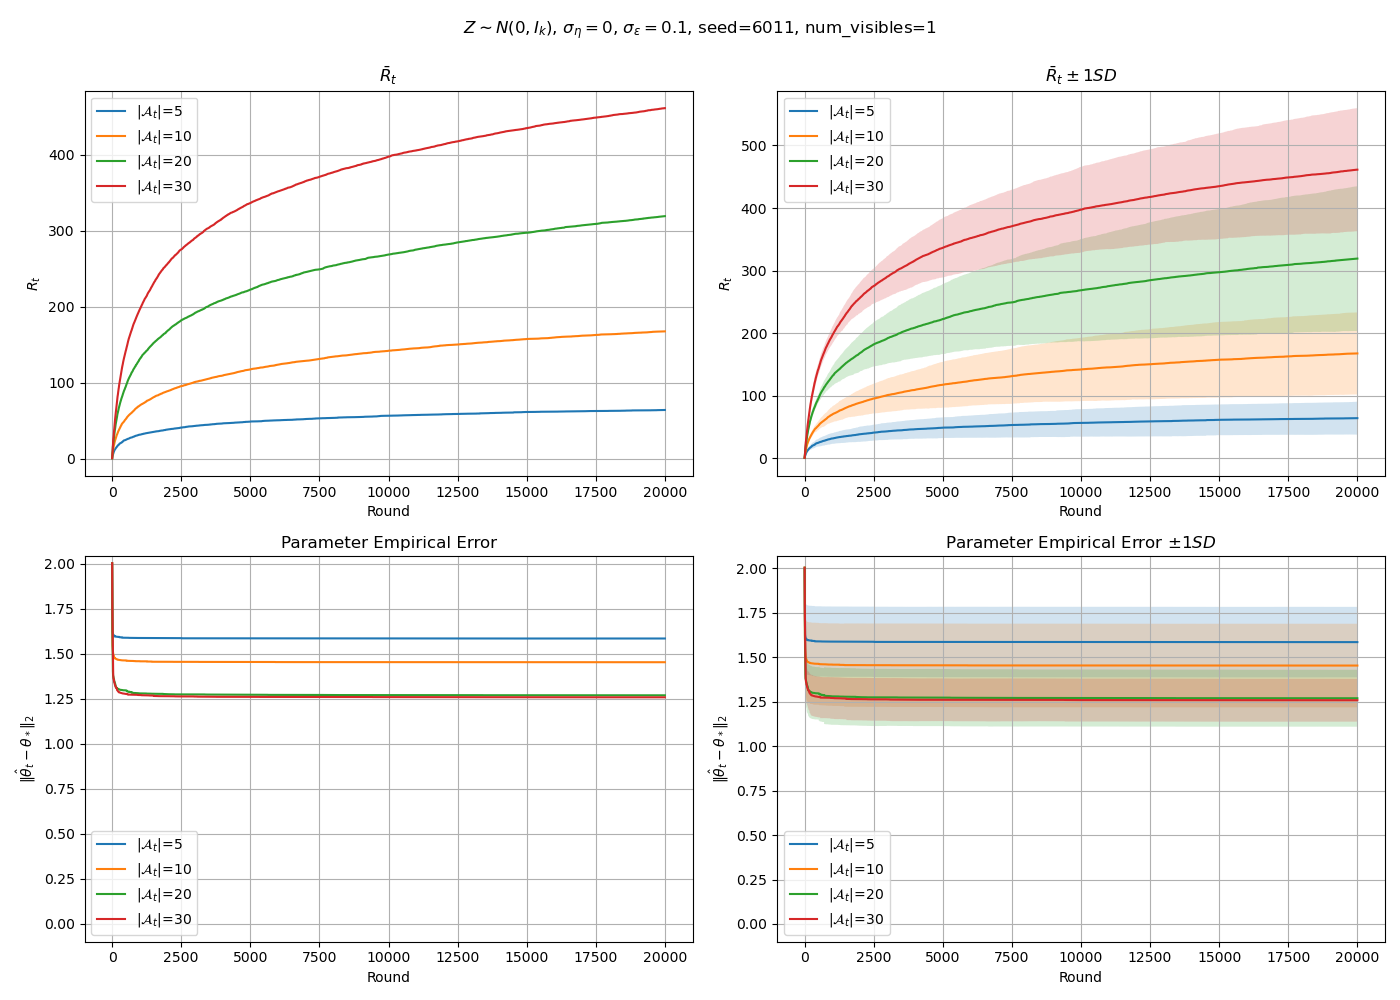 Z ∼ N(0, I_k), σ_η = 0, σ_ε = 0.1, seed=6011, num_visibles=1
R̄_t
|𝒜_t|=5
|𝒜_t|=10
|𝒜_t|=20
|𝒜_t|=30
R_t
400
300
200
100
0
0 2500 5000 7500 10000 12500 15000 17500 20000
Round
R̄_t ± 1SD
|𝒜_t|=5
|𝒜_t|=10
|𝒜_t|=20
|𝒜_t|=30
R_t
500
400
300
200
100
0
0 2500 5000 7500 10000 12500 15000 17500 20000
Round
Parameter Empirical Error
‖θ̂_t − θ_*‖₂
2.00
1.75
1.50
1.25
1.00
0.75
0.50
0.25
0.00
|𝒜_t|=5
|𝒜_t|=10
|𝒜_t|=20
|𝒜_t|=30
0 2500 5000 7500 10000 12500 15000 17500 20000
Round
Parameter Empirical Error ±1SD
‖θ̂_t − θ_*‖₂
2.00
1.75
1.50
1.25
1.00
0.75
0.50
0.25
0.00
|𝒜_t|=5
|𝒜_t|=10
|𝒜_t|=20
|𝒜_t|=30
0 2500 5000 7500 10000 12500 15000 17500 20000
Round